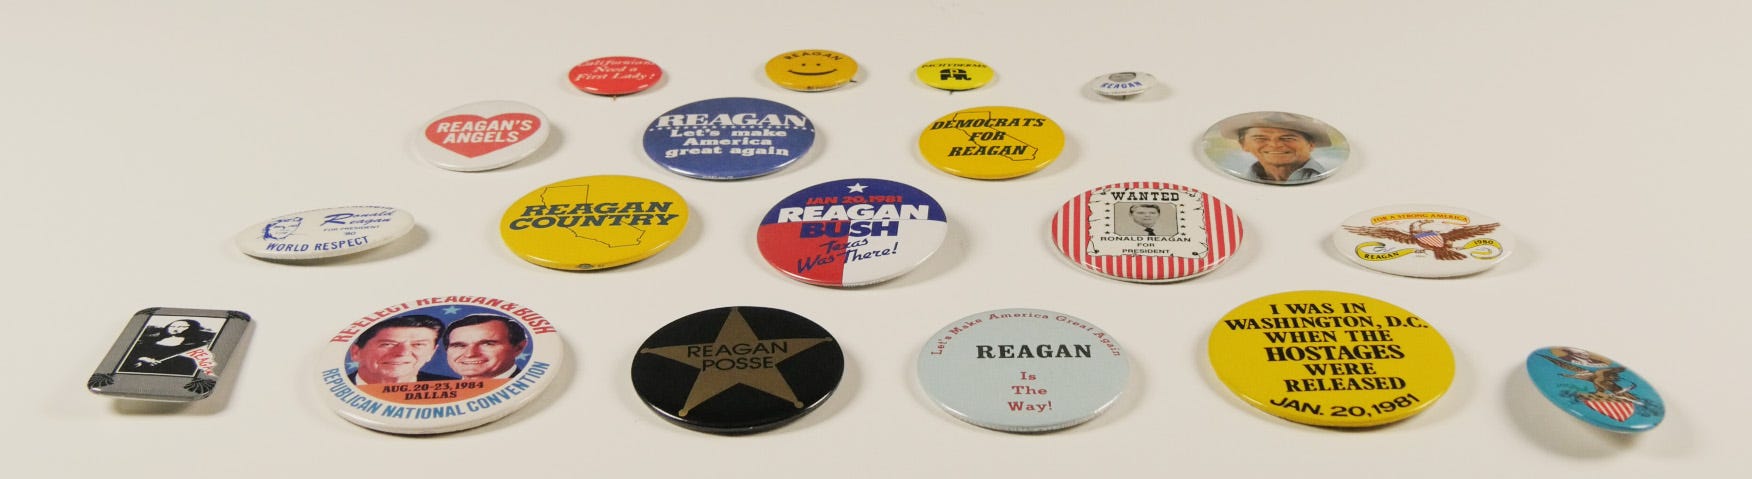 Californians
Need a
First Lady!
REAGAN
PACHYDERMS
REAGAN
REAGAN'S
ANGELS
REAGAN
Let's make
America
great again
DEMOCRATS
FOR
REAGAN
Ronald
Reagan
FOR PRESIDENT
'80
WORLD RESPECT
REAGAN
COUNTRY
JAN 20, 1981
REAGAN
BUSH
Texas
Was There!
WANTED
RONALD REAGAN
FOR
PRESIDENT
FOR A STRONG AMERICA
REAGAN
1980
REAGAN
RE-ELECT REAGAN & BUSH
AUG. 20-23, 1984
DALLAS
REPUBLICAN NATIONAL CONVENTION
REAGAN
POSSE
Let's Make America Great Again
REAGAN
Is
The
Way!
I WAS IN
WASHINGTON, D.C.
WHEN THE
HOSTAGES
WERE
RELEASED
JAN. 20, 1981